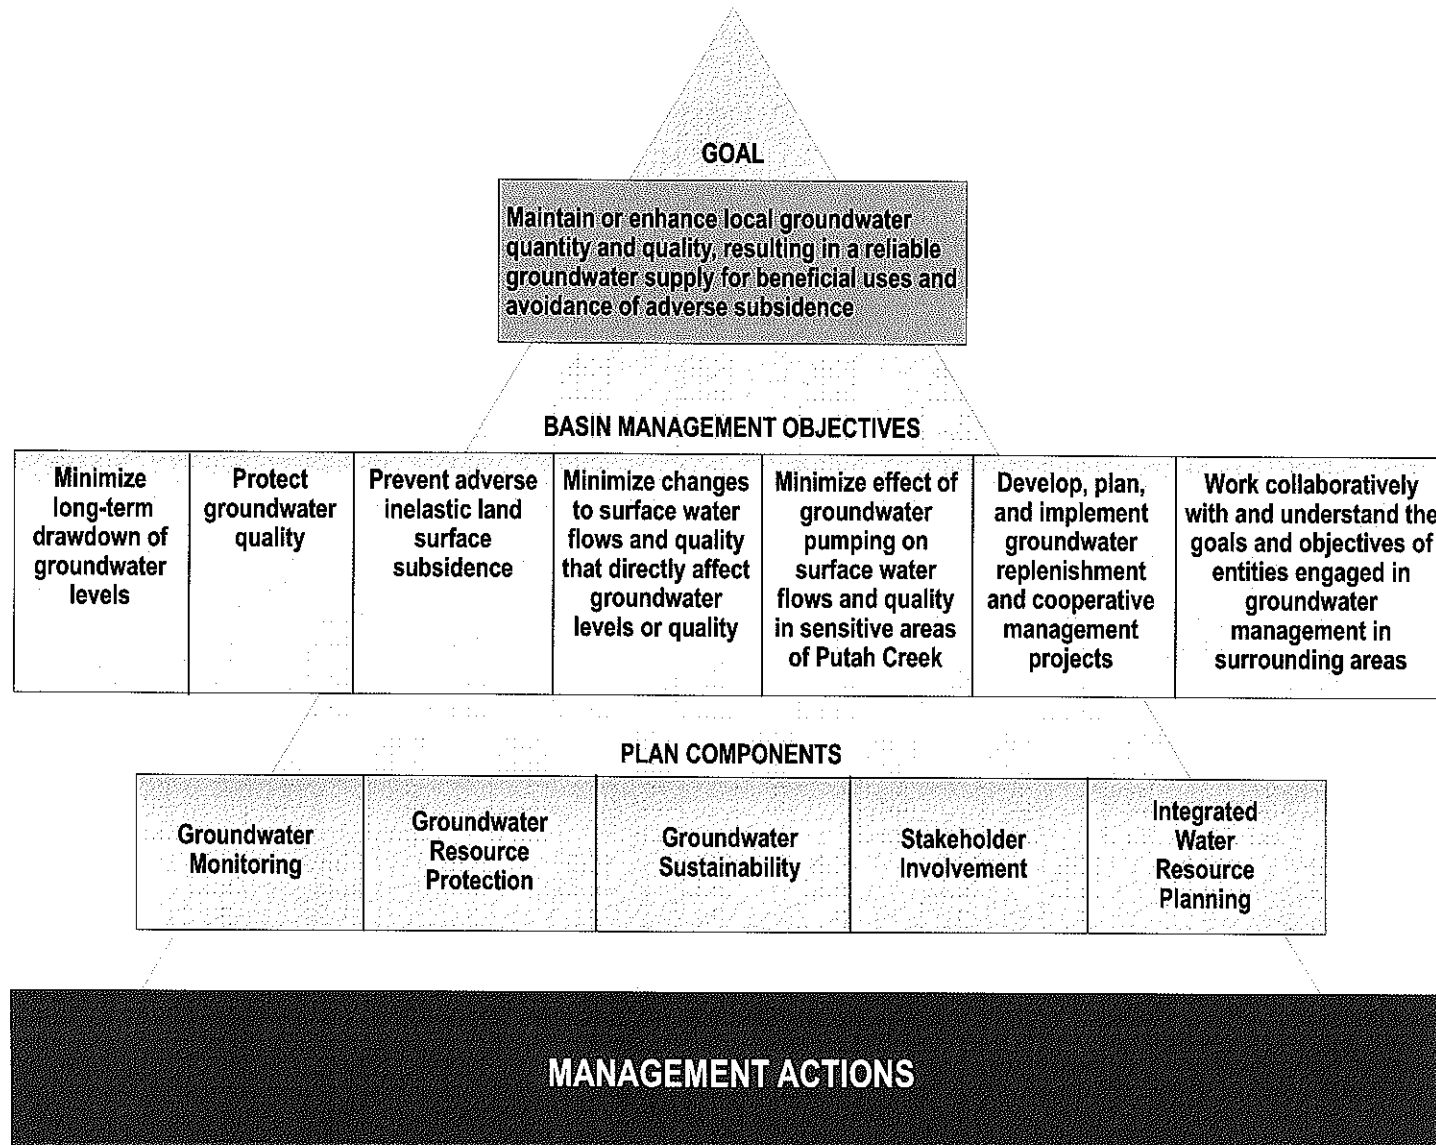 GOAL
Maintain or enhance local groundwater
quantity and quality, resulting in a reliable
groundwater supply for beneficial uses and
avoidance of adverse subsidence
BASIN MANAGEMENT OBJECTIVES
Minimize
long-term
drawdown of
groundwater
levels
Protect
groundwater
quality
Prevent adverse
inelastic land
surface
subsidence
Minimize changes
to surface water
flows and quality
that directly affect
groundwater
levels or quality
Minimize effect of
groundwater
pumping on
surface water
flows and quality
in sensitive areas
of Putah Creek
Develop, plan,
and implement
groundwater
replenishment
and cooperative
management
projects
Work collaboratively
with and understand the
goals and objectives of
entities engaged in
groundwater
management in
surrounding areas
PLAN COMPONENTS
Groundwater
Monitoring
Groundwater
Resource
Protection
Groundwater
Sustainability
Stakeholder
Involvement
Integrated
Water
Resource
Planning
MANAGEMENT ACTIONS